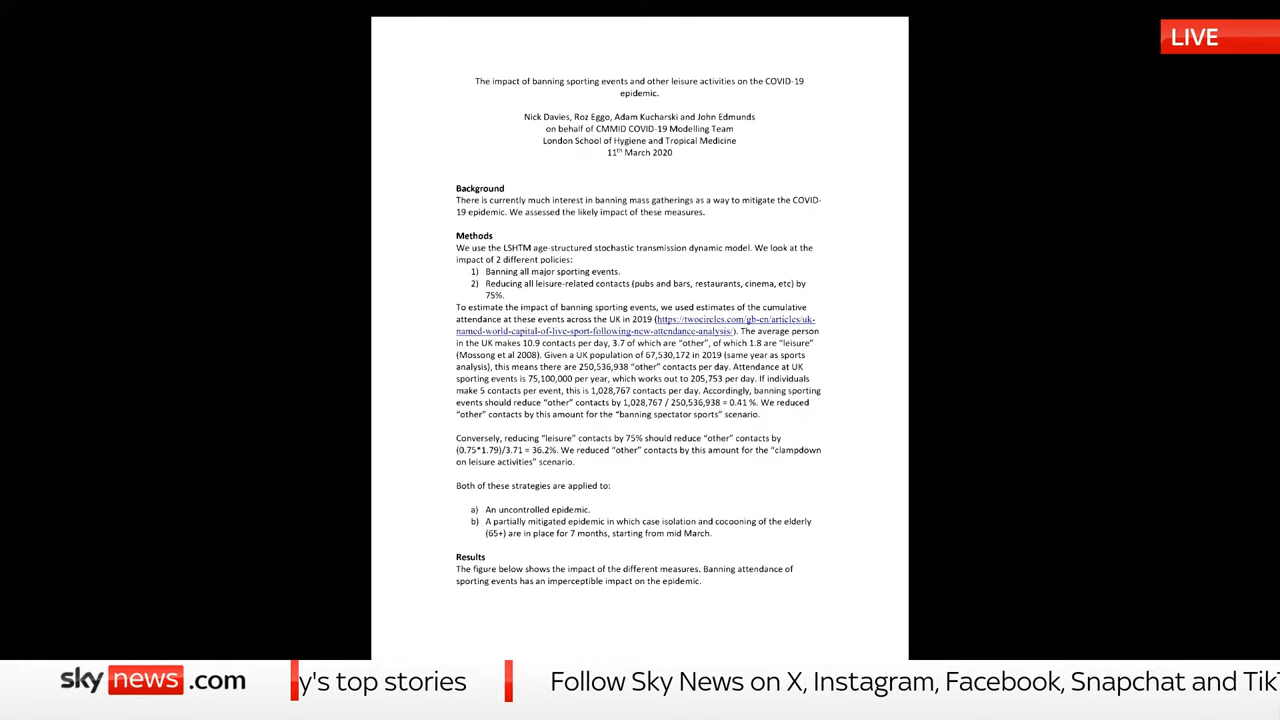 LIVE
The impact of banning sporting events and other leisure activities on the COVID-19
epidemic.
Nick Davies, Roz Eggo, Adam Kucharski and John Edmunds
on behalf of CMMID COVID-19 Modelling Team
London School of Hygiene and Tropical Medicine
11th March 2020
Background
There is currently much interest in banning mass gatherings as a way to mitigate the COVID-
19 epidemic. We assessed the likely impact of these measures.
Methods
We use the LSHTM age-structured stochastic transmission dynamic model. We look at the
impact of 2 different policies:
1) Banning all major sporting events.
2) Reducing all leisure-related contacts (pubs and bars, restaurants, cinema, etc) by
75%.
To estimate the impact of banning sporting events, we used estimates of the cumulative
attendance at these events across the UK in 2019 (https://twocircles.com/gb-en/articles/uk-
named-world-capital-of-live-sport-following-new-attendance-analysis/). The average person
in the UK makes 10.9 contacts per day, 3.7 of which are “other”, of which 1.8 are “leisure”
(Mossong et al 2008). Given a UK population of 67,530,172 in 2019 (same year as sports
analysis), this means there are 250,536,938 “other” contacts per day. Attendance at UK
sporting events is 75,100,000 per year, which works out to 205,753 per day. If individuals
make 5 contacts per event, this is 1,028,767 contacts per day. Accordingly, banning sporting
events should reduce “other” contacts by 1,028,767 / 250,536,938 = 0.41 %. We reduced
“other” contacts by this amount for the “banning spectator sports” scenario.
Conversely, reducing “leisure” contacts by 75% should reduce “other” contacts by
(0.75*1.79)/3.71 = 36.2%. We reduced “other” contacts by this amount for the “clampdown
on leisure activities” scenario.
Both of these strategies are applied to:
a) An uncontrolled epidemic.
b) A partially mitigated epidemic in which case isolation and cocooning of the elderly
(65+) are in place for 7 months, starting from mid March.
Results
The figure below shows the impact of the different measures. Banning attendance of
sporting events has an imperceptible impact on the epidemic.
sky news .com y's top stories Follow Sky News on X, Instagram, Facebook, Snapchat and Tik